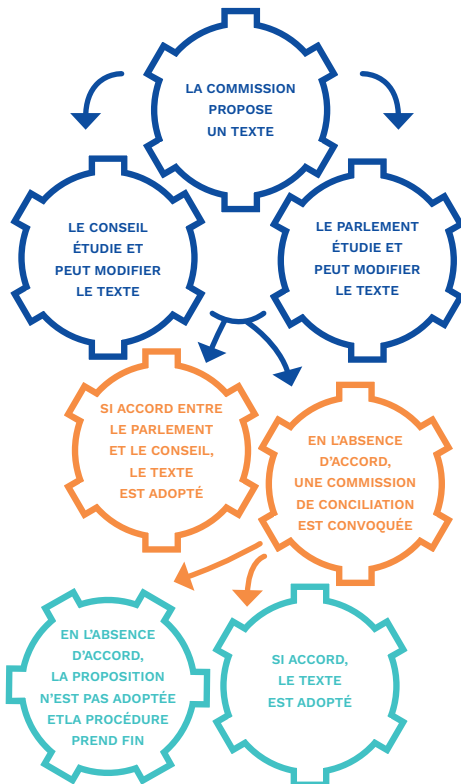 LA COMMISSION
PROPOSE
UN TEXTE
LE CONSEIL
ÉTUDIE ET
PEUT MODIFIER
LE TEXTE
LE PARLEMENT
ÉTUDIE ET
PEUT MODIFIER
LE TEXTE
SI ACCORD ENTRE
LE PARLEMENT
ET LE CONSEIL,
LE TEXTE
EST ADOPTÉ
EN L'ABSENCE
D'ACCORD,
UNE COMMISSION
DE CONCILIATION
EST CONVOQUÉE
EN L'ABSENCE
D'ACCORD,
LA PROPOSITION
N'EST PAS ADOPTÉE
ETLA PROCÉDURE
PREND FIN
SI ACCORD,
LE TEXTE
EST ADOPTÉ